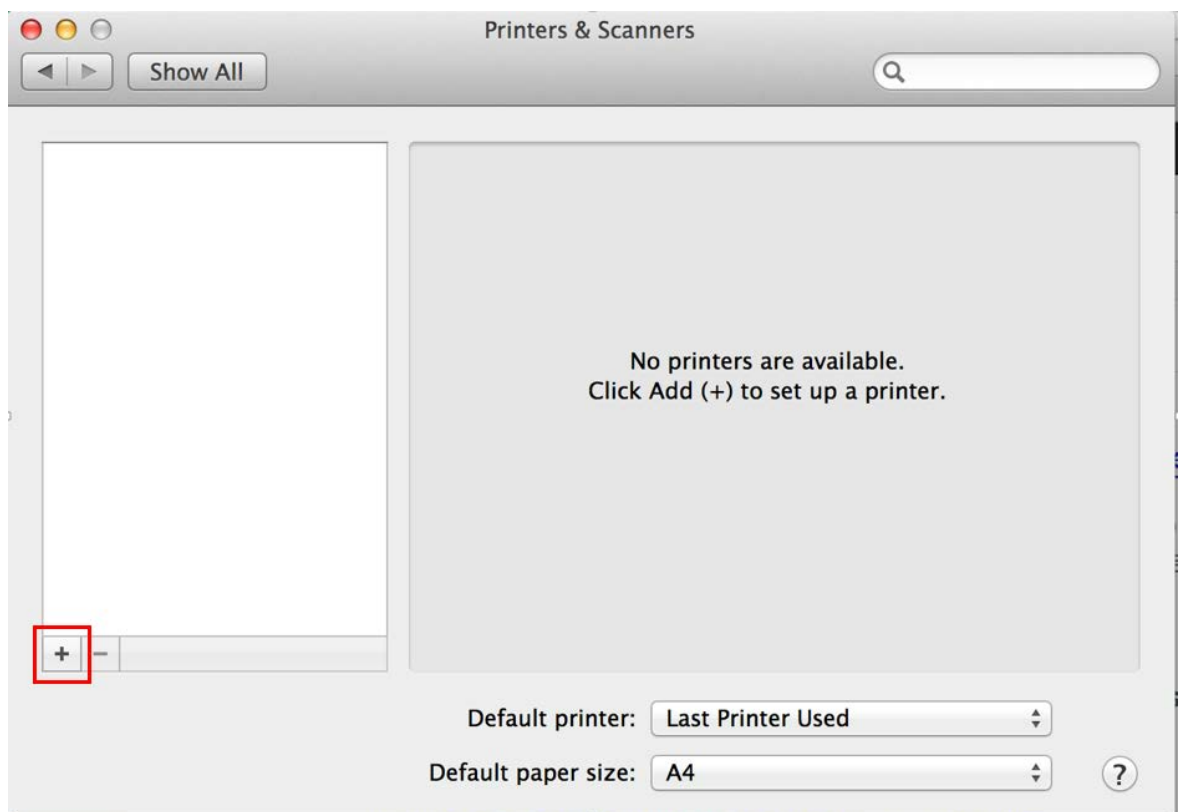 Printers & Scanners
Show All
No printers are available.
Click Add (+) to set up a printer.
+ −
Default printer: Last Printer Used
Default paper size: A4 ?